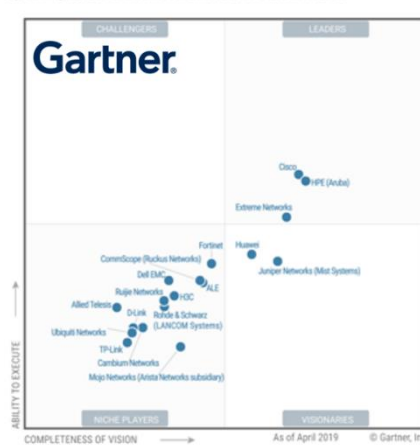 CHALLENGERS
LEADERS
Gartner®
Cisco
HPE (Aruba)
Extreme Networks
Fortinet
Huawei
CommScope (Ruckus Networks)
Juniper Networks (Mist Systems)
Dell EMC
ALE
Ruijie Networks
H3C
Allied Telesis
D-Link
Rohde & Schwarz
(LANCOM Systems)
Ubiquiti Networks
TP-Link
Cambium Networks
Mojo Networks (Arista Networks subsidiary)
ABILITY TO EXECUTE
NICHE PLAYERS
VISIONARIES
COMPLETENESS OF VISION
As of April 2019
© Gartner, In